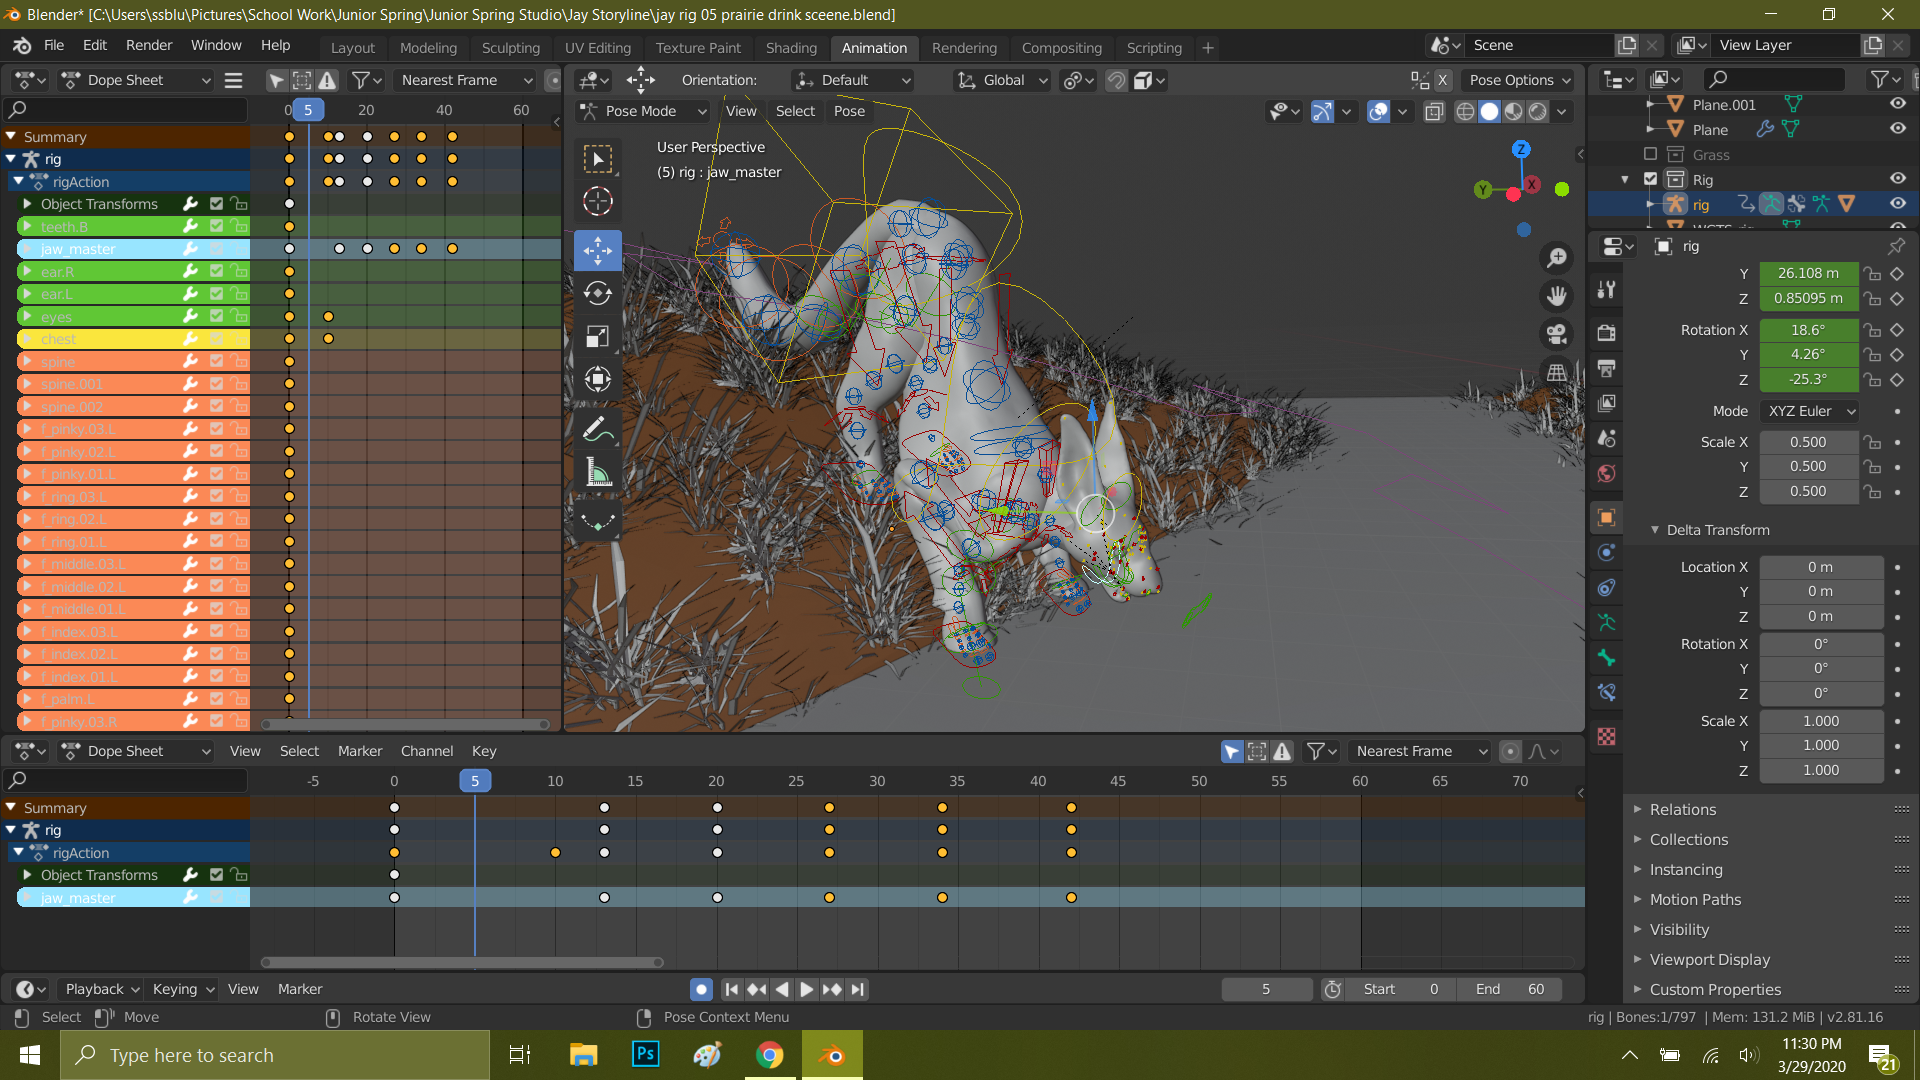 Blender* [C:\Users\ssblu\Pictures\School Work\Junior Spring\Junior Spring Studio\Jay Storyline\jay rig 05 prairie drink sceene.blend]
File Edit Render Window Help Layout Modeling Sculpting UV Editing Texture Paint Shading Animation Rendering Compositing Scripting + Scene View Layer
Dope Sheet Nearest Frame Orientation: Default Global X Pose Options
0 5 20 40 60 Pose Mode View Select Pose
Plane.001
Plane
Grass
Rig
rig
Summary
rig
rigAction
Object Transforms
teeth.B
jaw_master
ear.R
ear.L
eyes
chest
spine
spine.001
spine.002
f_pinky.03.L
f_pinky.02.L
f_pinky.01.L
f_ring.03.L
f_ring.02.L
f_ring.01.L
f_middle.03.L
f_middle.02.L
f_middle.01.L
f_index.03.L
f_index.02.L
f_index.01.L
f_palm.L
f_pinky.03.R
User Perspective
(5) rig : jaw_master
Z
Y X
rig
Y 26.108 m
Z 0.85095 m
Rotation X 18.6°
Y 4.26°
Z -25.3°
Mode XYZ Euler
Scale X 0.500
Y 0.500
Z 0.500
Delta Transform
Location X 0 m
Y 0 m
Z 0 m
Rotation X 0°
Y 0°
Z 0°
Scale X 1.000
Y 1.000
Z 1.000
Relations
Collections
Instancing
Motion Paths
Visibility
Viewport Display
Custom Properties
Dope Sheet View Select Marker Channel Key Nearest Frame
-5 0 5 10 15 20 25 30 35 40 45 50 55 60 65 70
Summary
rig
rigAction
Object Transforms
jaw_master
Playback Keying View Marker 5 Start 0 End 60
Select Move Rotate View Pose Context Menu rig | Bones:1/797 | Mem: 131.2 MiB | v2.81.16
Type here to search Ps 11:30 PM
3/29/2020 21